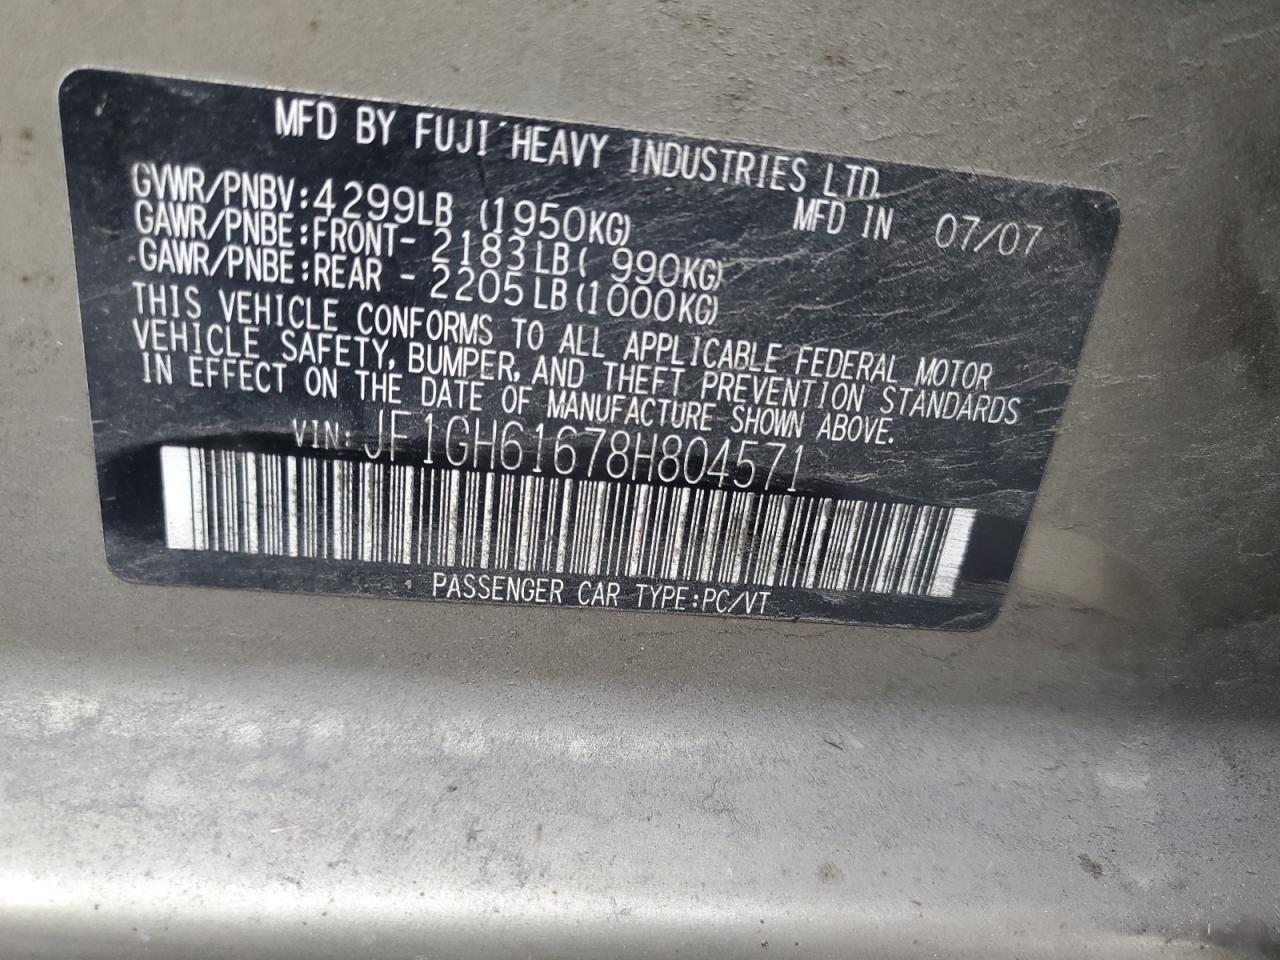 MFD BY FUJI HEAVY INDUSTRIES LTD.
GVWR/PNBV:4299LB (1950KG) MFD IN 07/07
GAWR/PNBE:FRONT- 2183LB( 990KG)
GAWR/PNBE:REAR - 2205LB(1000KG)
THIS VEHICLE CONFORMS TO ALL APPLICABLE FEDERAL MOTOR
VEHICLE SAFETY, BUMPER, AND THEFT PREVENTION STANDARDS
IN EFFECT ON THE DATE OF MANUFACTURE SHOWN ABOVE.
VIN: JF1GH61678H804571
PASSENGER CAR TYPE:PC/VT